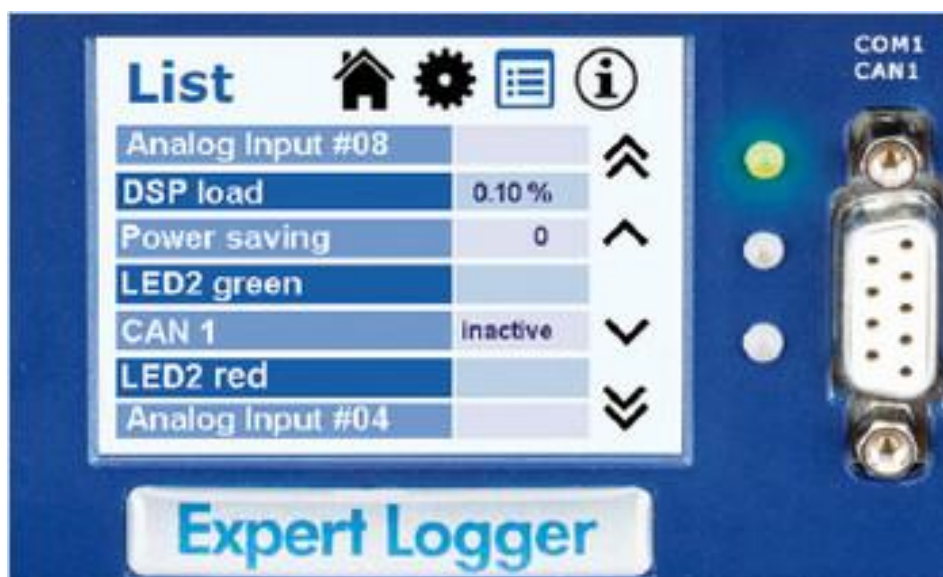 List
COM1
CAN1
Analog Input #08
DSP load 0.10 %
Power saving 0
LED2 green
CAN 1 inactive
LED2 red
Analog Input #04
Expert Logger